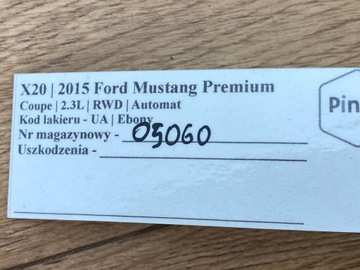 X20 | 2015 Ford Mustang Premium
Coupe | 2.3L | RWD | Automat
Kod lakieru - UA | Ebony
Nr magazynowy - 05060
Uszkodzenia -
Pin